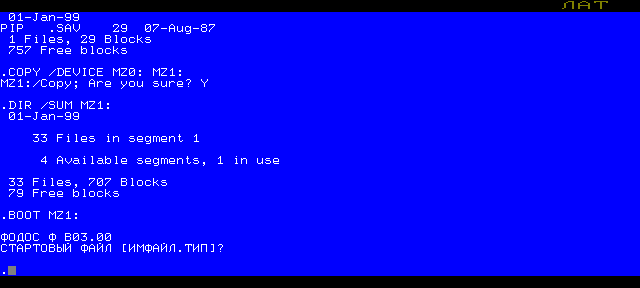 ЛАТ
01-Jan-99
PIP   .SAV    29  07-Aug-87
 1 Files, 29 Blocks
 757 Free blocks
.COPY /DEVICE MZ0: MZ1:
MZ1:/Copy; Are you sure? Y
.DIR /SUM MZ1:
 01-Jan-99
    33 Files in segment 1
     4 Available segments, 1 in use
 33 Files, 707 Blocks
 79 Free blocks
.BOOT MZ1:
ФОДОС Ф В03.00
СТАРТОВЫЙ ФАЙЛ [ИМФАЙЛ.ТИП]?
.